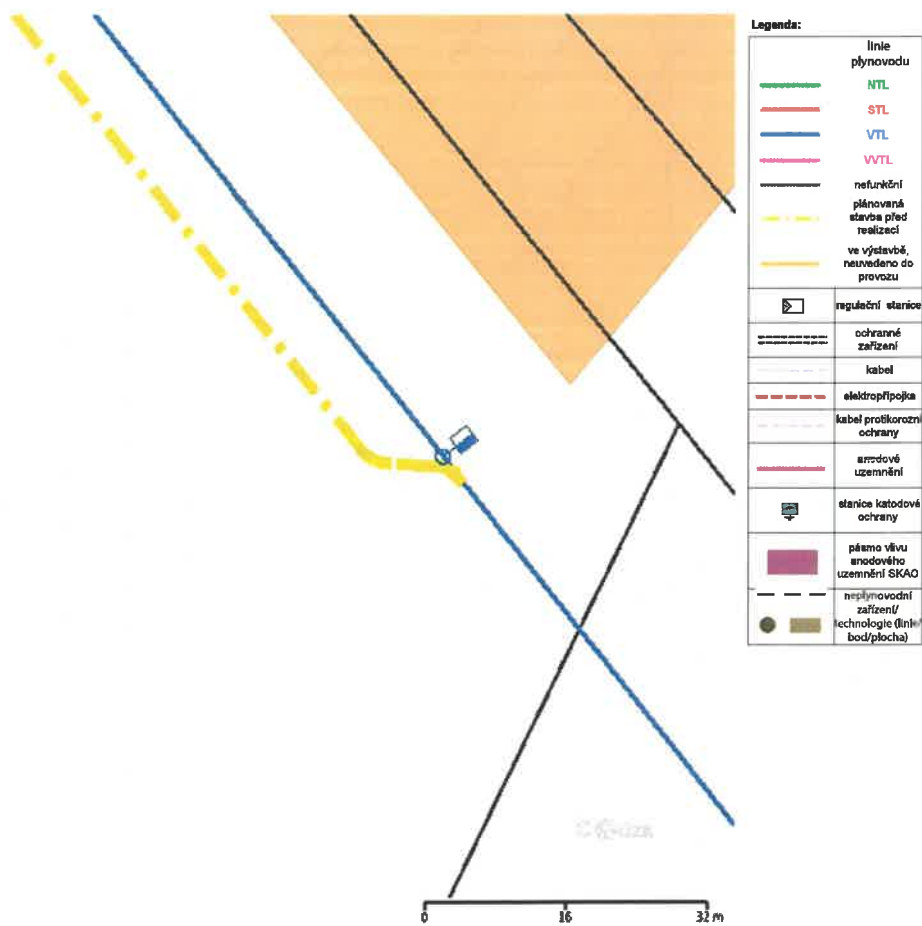 Legenda:
linie
plynovodu
NTL
STL
VTL
VVTL
nefunkční
plánovaná
stavba před
realizací
ve výstavbě,
neuvedeno do
provozu
regulační stanice
ochranné
zařízení
kabel
elektropřípojka
kabel protikorozní
ochrany
anodové
uzemnění
stanice katodové
ochrany
pásmo vlivu
anodového
uzemnění SKAO
neplynovodní
zařízení/
technologie (linie/
bod/plocha)
0 16 32 m